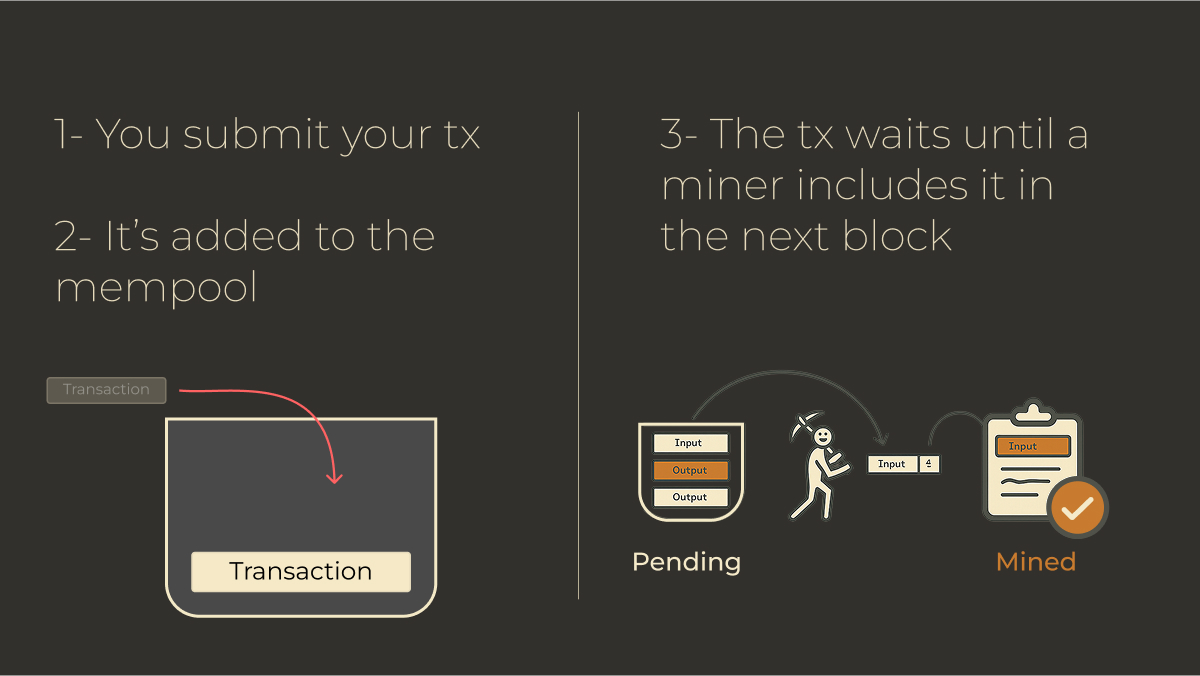 1- You submit your tx
2- It’s added to the
mempool
Transaction
Transaction
3- The tx waits until a
miner includes it in
the next block
Input
Output
Output
Pending
Input
4
Input
Mined